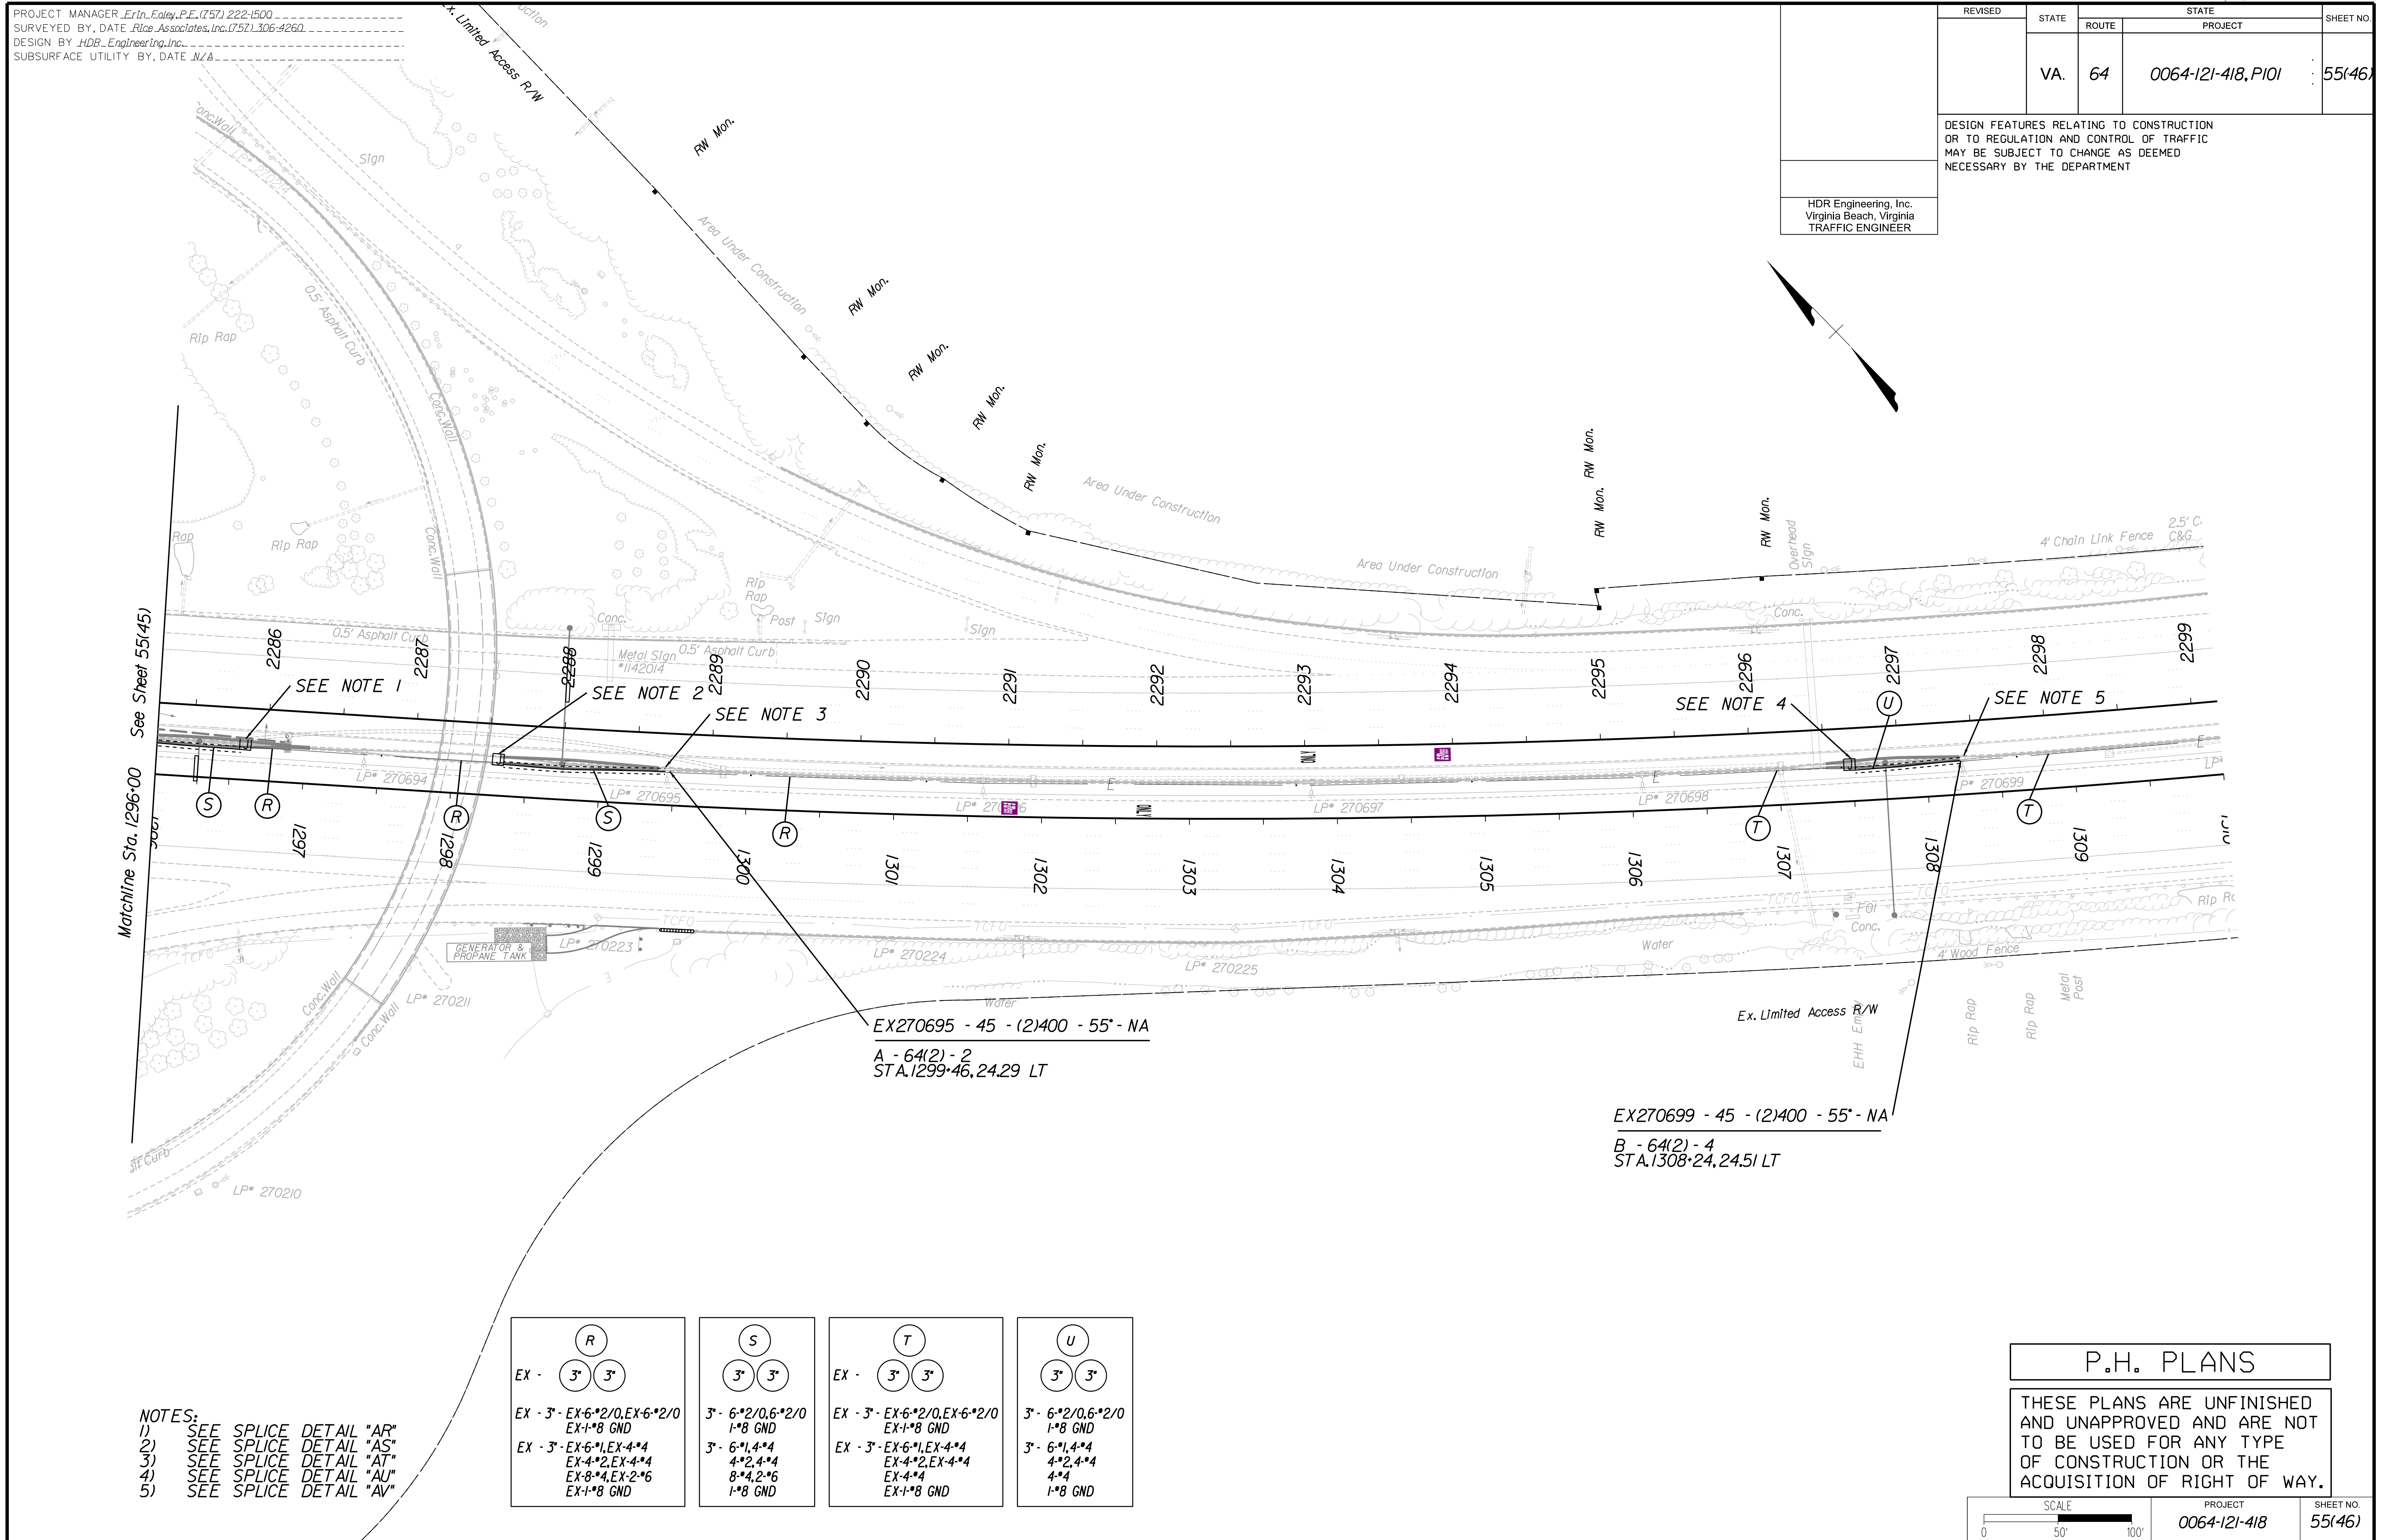 PROJECT MANAGER Erin Foley, P.E. (757) 222-1500
SURVEYED BY, DATE Rice Associates, Inc. (757) 306-4260
DESIGN BY HDR Engineering, Inc.
SUBSURFACE UTILITY BY, DATE N/A
REVISED
STATE
STATE
ROUTE
PROJECT
SHEET NO.
VA.
64
0064-121-418, P101
55(46)
DESIGN FEATURES RELATING TO CONSTRUCTION
OR TO REGULATION AND CONTROL OF TRAFFIC
MAY BE SUBJECT TO CHANGE AS DEEMED
NECESSARY BY THE DEPARTMENT
HDR Engineering, Inc.
Virginia Beach, Virginia
TRAFFIC ENGINEER
Ex. Limited Access R/W
RW Mon.
RW Mon.
RW Mon.
RW Mon.
RW Mon.
RW Mon.
RW Mon.
RW Mon.
Conc. Wall
Sign
Area Under Construction
0.5' Asphalt Curb
Rip Rap
Conc. Wall
Conc. Wall
Rap
Rip Rap
Area Under Construction
Area Under Construction
Overhead
Sign
4' Chain Link Fence
2.5' C.
C&G
Rip
Rap
Post
Sign
Sign
Conc.
Conc.
0.5' Asphalt Curb
Metal Sign
#1142014
0.5' Asphalt Curb
2286
2287
2288
2289
2290
2291
2292
2293
2294
2295
2296
2297
2298
2299
Matchline Sta. 1296+00 See Sheet 55(45)
SEE NOTE 1
SEE NOTE 2
SEE NOTE 3
SEE NOTE 4
U
SEE NOTE 5
ONLY
ONLY
E
E
E
S
R
R
S
R
T
T
LP# 270694
LP# 270695
LP# 270697
LP# 270698
LP# 270699
LP#
1296
1297
1298
1299
1300
1301
1302
1303
1304
1305
1306
1307
1308
1309
1310
TCFO
TCFO
TCFO
TCFO
TCFO
GENERATOR &
PROPANE TANK
LP# 270223
LP# 270224
LP# 270225
LP# 270211
Water
Water
FOI
Conc.
4' Wood Fence
Metal
Post
Rip Rap
Rip Rap
Conc. Wall
Conc. Wall
LP# 270210
Ex. Limited Access R/W
EX270695 - 45 - (2)400 - 55° - NA
A - 64(2) - 2
STA. 1299+46, 24.29 LT
EX270699 - 45 - (2)400 - 55° - NA
B - 64(2) - 4
STA. 1308+24, 24.51 LT
NOTES:
1) SEE SPLICE DETAIL "AR"
2) SEE SPLICE DETAIL "AS"
3) SEE SPLICE DETAIL "AT"
4) SEE SPLICE DETAIL "AU"
5) SEE SPLICE DETAIL "AV"
R
EX - 3" 3"
EX - 3" - EX-6-#2/0, EX-6-#2/0
EX-1-#8 GND
EX - 3" - EX-6-#1, EX-4-#4
EX-4-#2, EX-4-#4
EX-8-#4, EX-2-#6
EX-1-#8 GND
S
3" 3"
3" - 6-#2/0, 6-#2/0
1-#8 GND
3" - 6-#1, 4-#4
4-#2, 4-#4
8-#4, 2-#6
1-#8 GND
T
EX - 3" 3"
EX - 3" - EX-6-#2/0, EX-6-#2/0
EX-1-#8 GND
EX - 3" - EX-6-#1, EX-4-#4
EX-4-#2, EX-4-#4
EX-4-#4
EX-1-#8 GND
U
3" 3"
3" - 6-#2/0, 6-#2/0
1-#8 GND
3" - 6-#1, 4-#4
4-#2, 4-#4
4-#4
1-#8 GND
P.H. PLANS
THESE PLANS ARE UNFINISHED
AND UNAPPROVED AND ARE NOT
TO BE USED FOR ANY TYPE
OF CONSTRUCTION OR THE
ACQUISITION OF RIGHT OF WAY.
SCALE
0 50' 100'
PROJECT
0064-121-418
SHEET NO.
55(46)